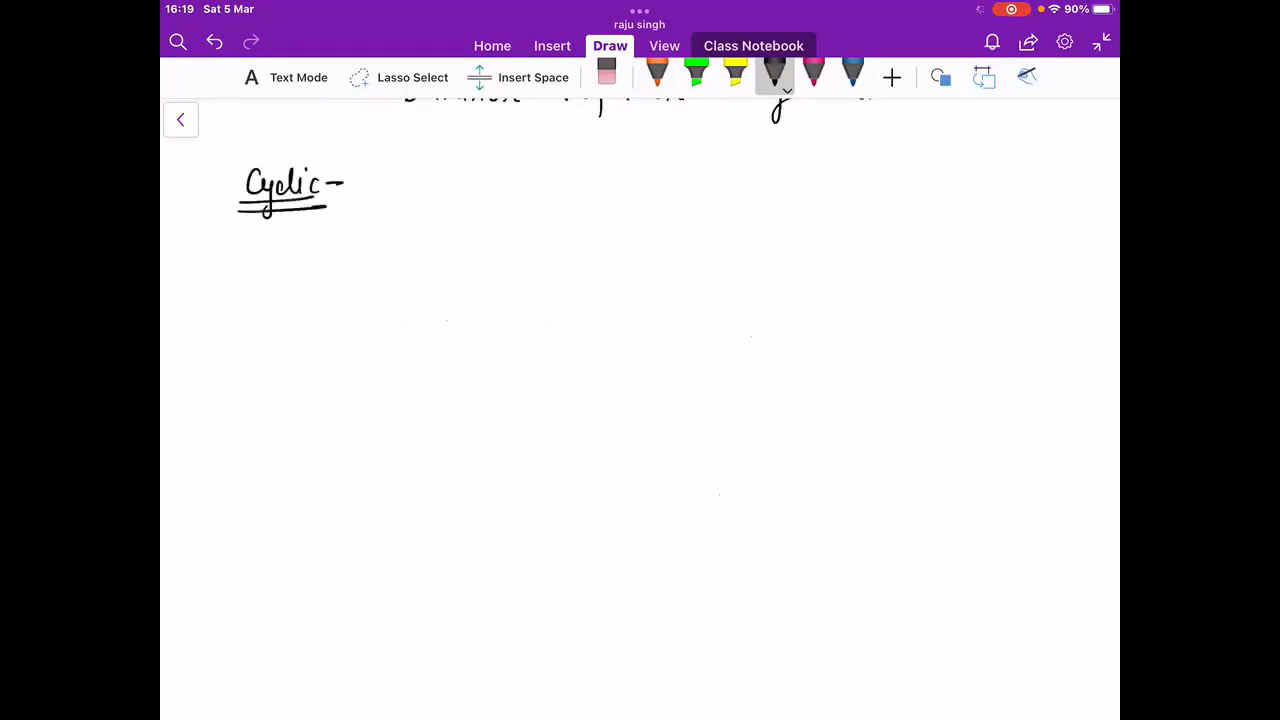 16:19 Sat 5 Mar 90%
raju singh
Home Insert Draw View Class Notebook
A Text Mode Lasso Select Insert Space
Cyclic -